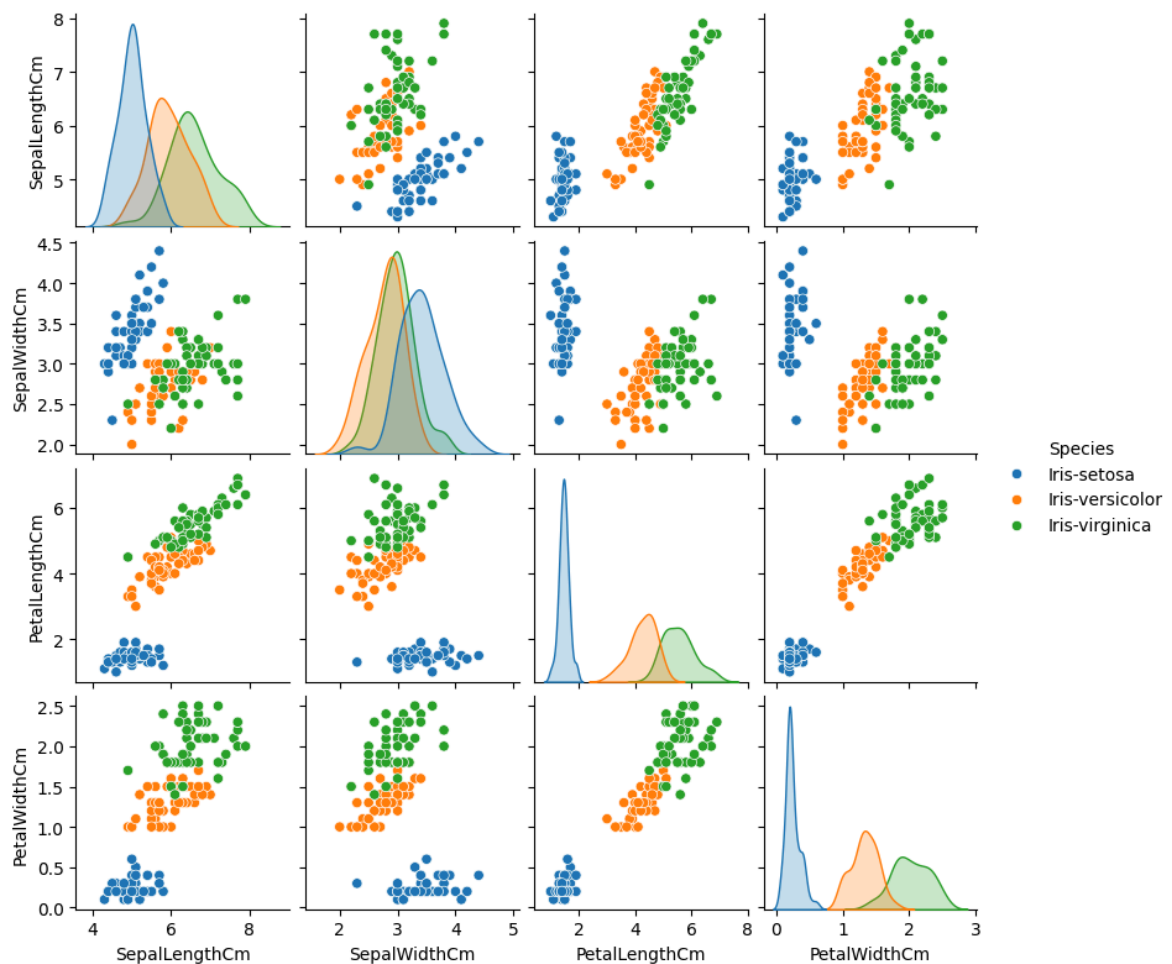 8
7
6
5
SepalLengthCm
4.5
4.0
3.5
3.0
2.5
2.0
SepalWidthCm
Species
Iris-setosa
Iris-versicolor
Iris-virginica
6
4
2
PetalLengthCm
2.5
2.0
1.5
1.0
0.5
0.0
PetalWidthCm
4 6 8 2 3 4 5 2 4 6 8 0 1 2 3
SepalLengthCm SepalWidthCm PetalLengthCm PetalWidthCm